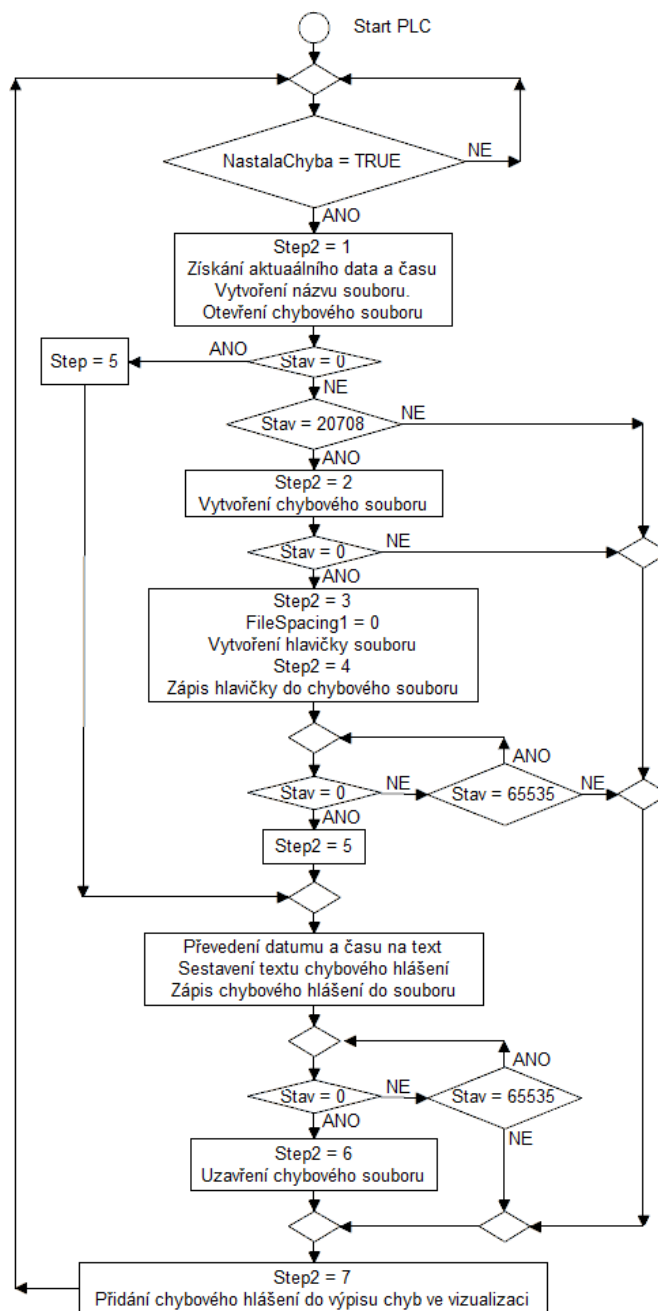 Start PLC
NastalaChyba = TRUE
NE
ANO
Step2 = 1
Získání aktuaálního data a času
Vytvoření názvu souboru.
Otevření chybového souboru
ANO
Step = 5
Stav = 0
NE
Stav = 20708
NE
ANO
Step2 = 2
Vytvoření chybového souboru
Stav = 0
NE
ANO
Step2 = 3
FileSpacing1 = 0
Vytvoření hlavičky souboru
Step2 = 4
Zápis hlavičky do chybového souboru
ANO
Stav = 0
NE
Stav = 65535
NE
ANO
Step2 = 5
Převedení datumu a času na text
Sestavení textu chybového hlášení
Zápis chybového hlášení do souboru
ANO
Stav = 0
NE
Stav = 65535
ANO
NE
Step2 = 6
Uzavření chybového souboru
Step2 = 7
Přidání chybového hlášení do výpisu chyb ve vizualizaci